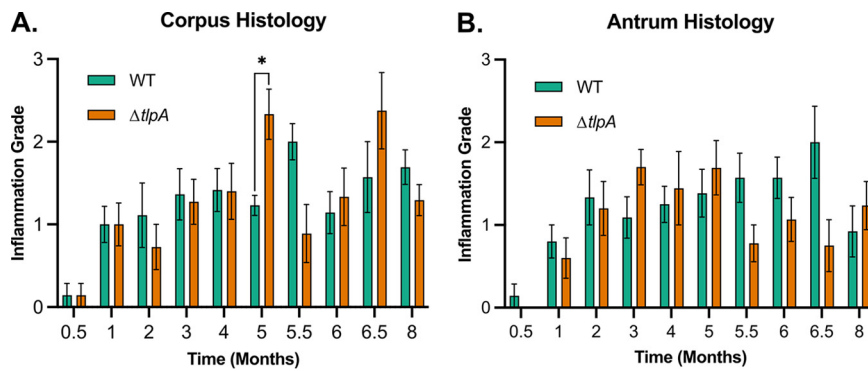 A.
Corpus Histology
Inflammation Grade
3
2
1
0
WT
ΔtlpA
*
0.5 1 2 3 4 5 5.5 6 6.5 8
Time (Months)
B.
Antrum Histology
Inflammation Grade
3
2
1
0
WT
ΔtlpA
0.5 1 2 3 4 5 5.5 6 6.5 8
Time (Months)